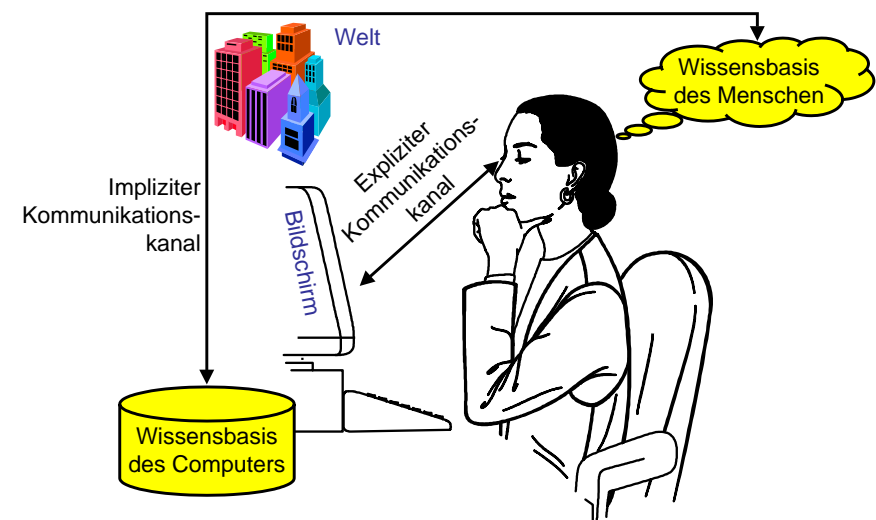 Welt
Wissensbasis
des Menschen
Expliziter
Kommunikations-
kanal
Impliziter
Kommunikations-
kanal
Bildschirm
Wissensbasis
des Computers